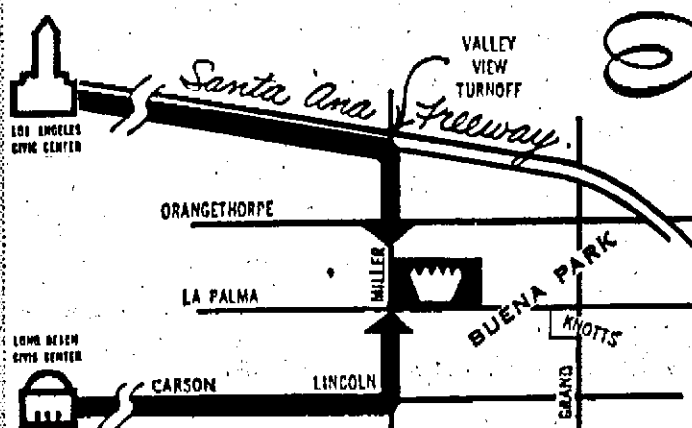 VALLEY
VIEW
TURNOFF
Santa Ana Freeway.
LOS ANGELES
CIVIC CENTER
ORANGETHORPE
MILLER
LA PALMA
BUENA PARK
KNOTTS
LONG BEACH
CIVIC CENTER
CARSON
LINCOLN
GRAND